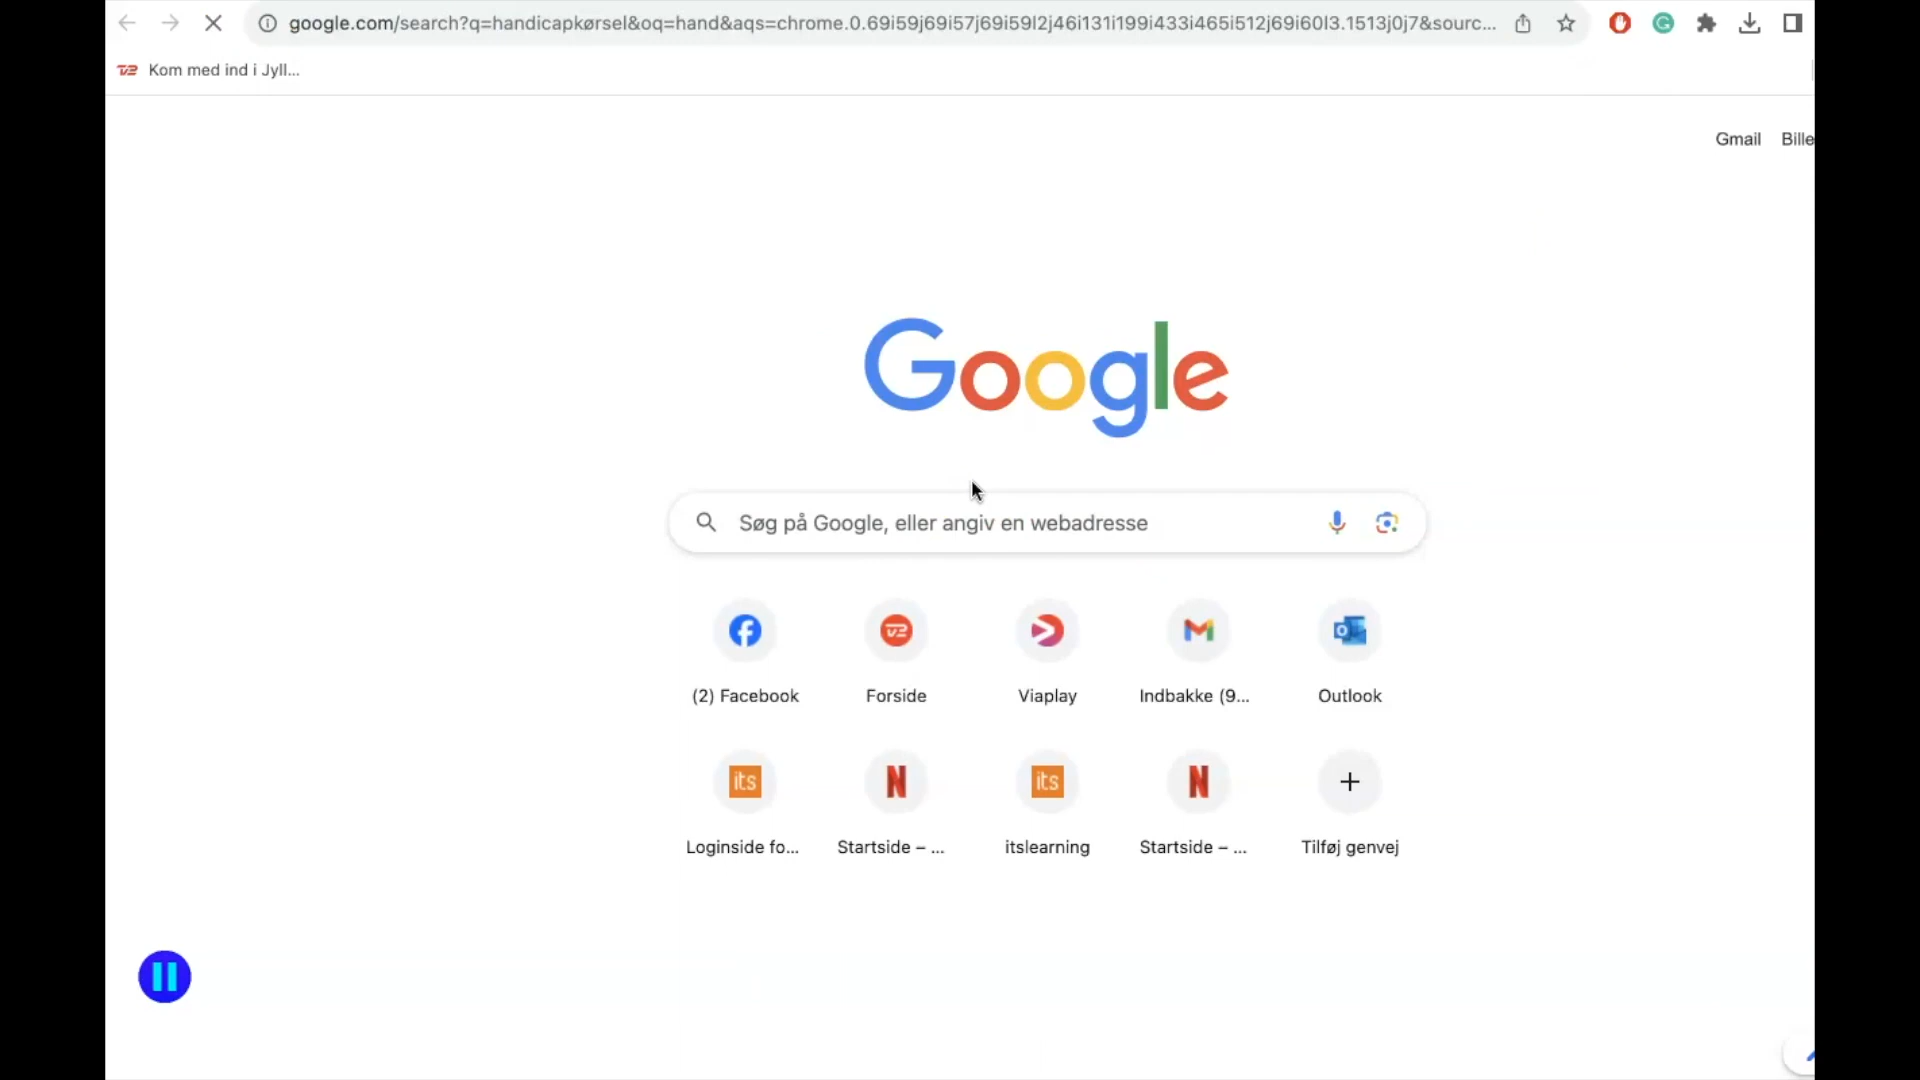 google.com/search?q=handicapkørsel&oq=hand&aqs=chrome.0.69i59j69i57j69i59l2j46i131i199i433i465i512j69i60l3.1513j0j7&sourc...
Kom med ind i Jyll...
Gmail Bille
Google
Søg på Google, eller angiv en webadresse
(2) Facebook Forside Viaplay Indbakke (9... Outlook
its its
Loginside fo... Startside – ... itslearning Startside – ... Tilføj genvej